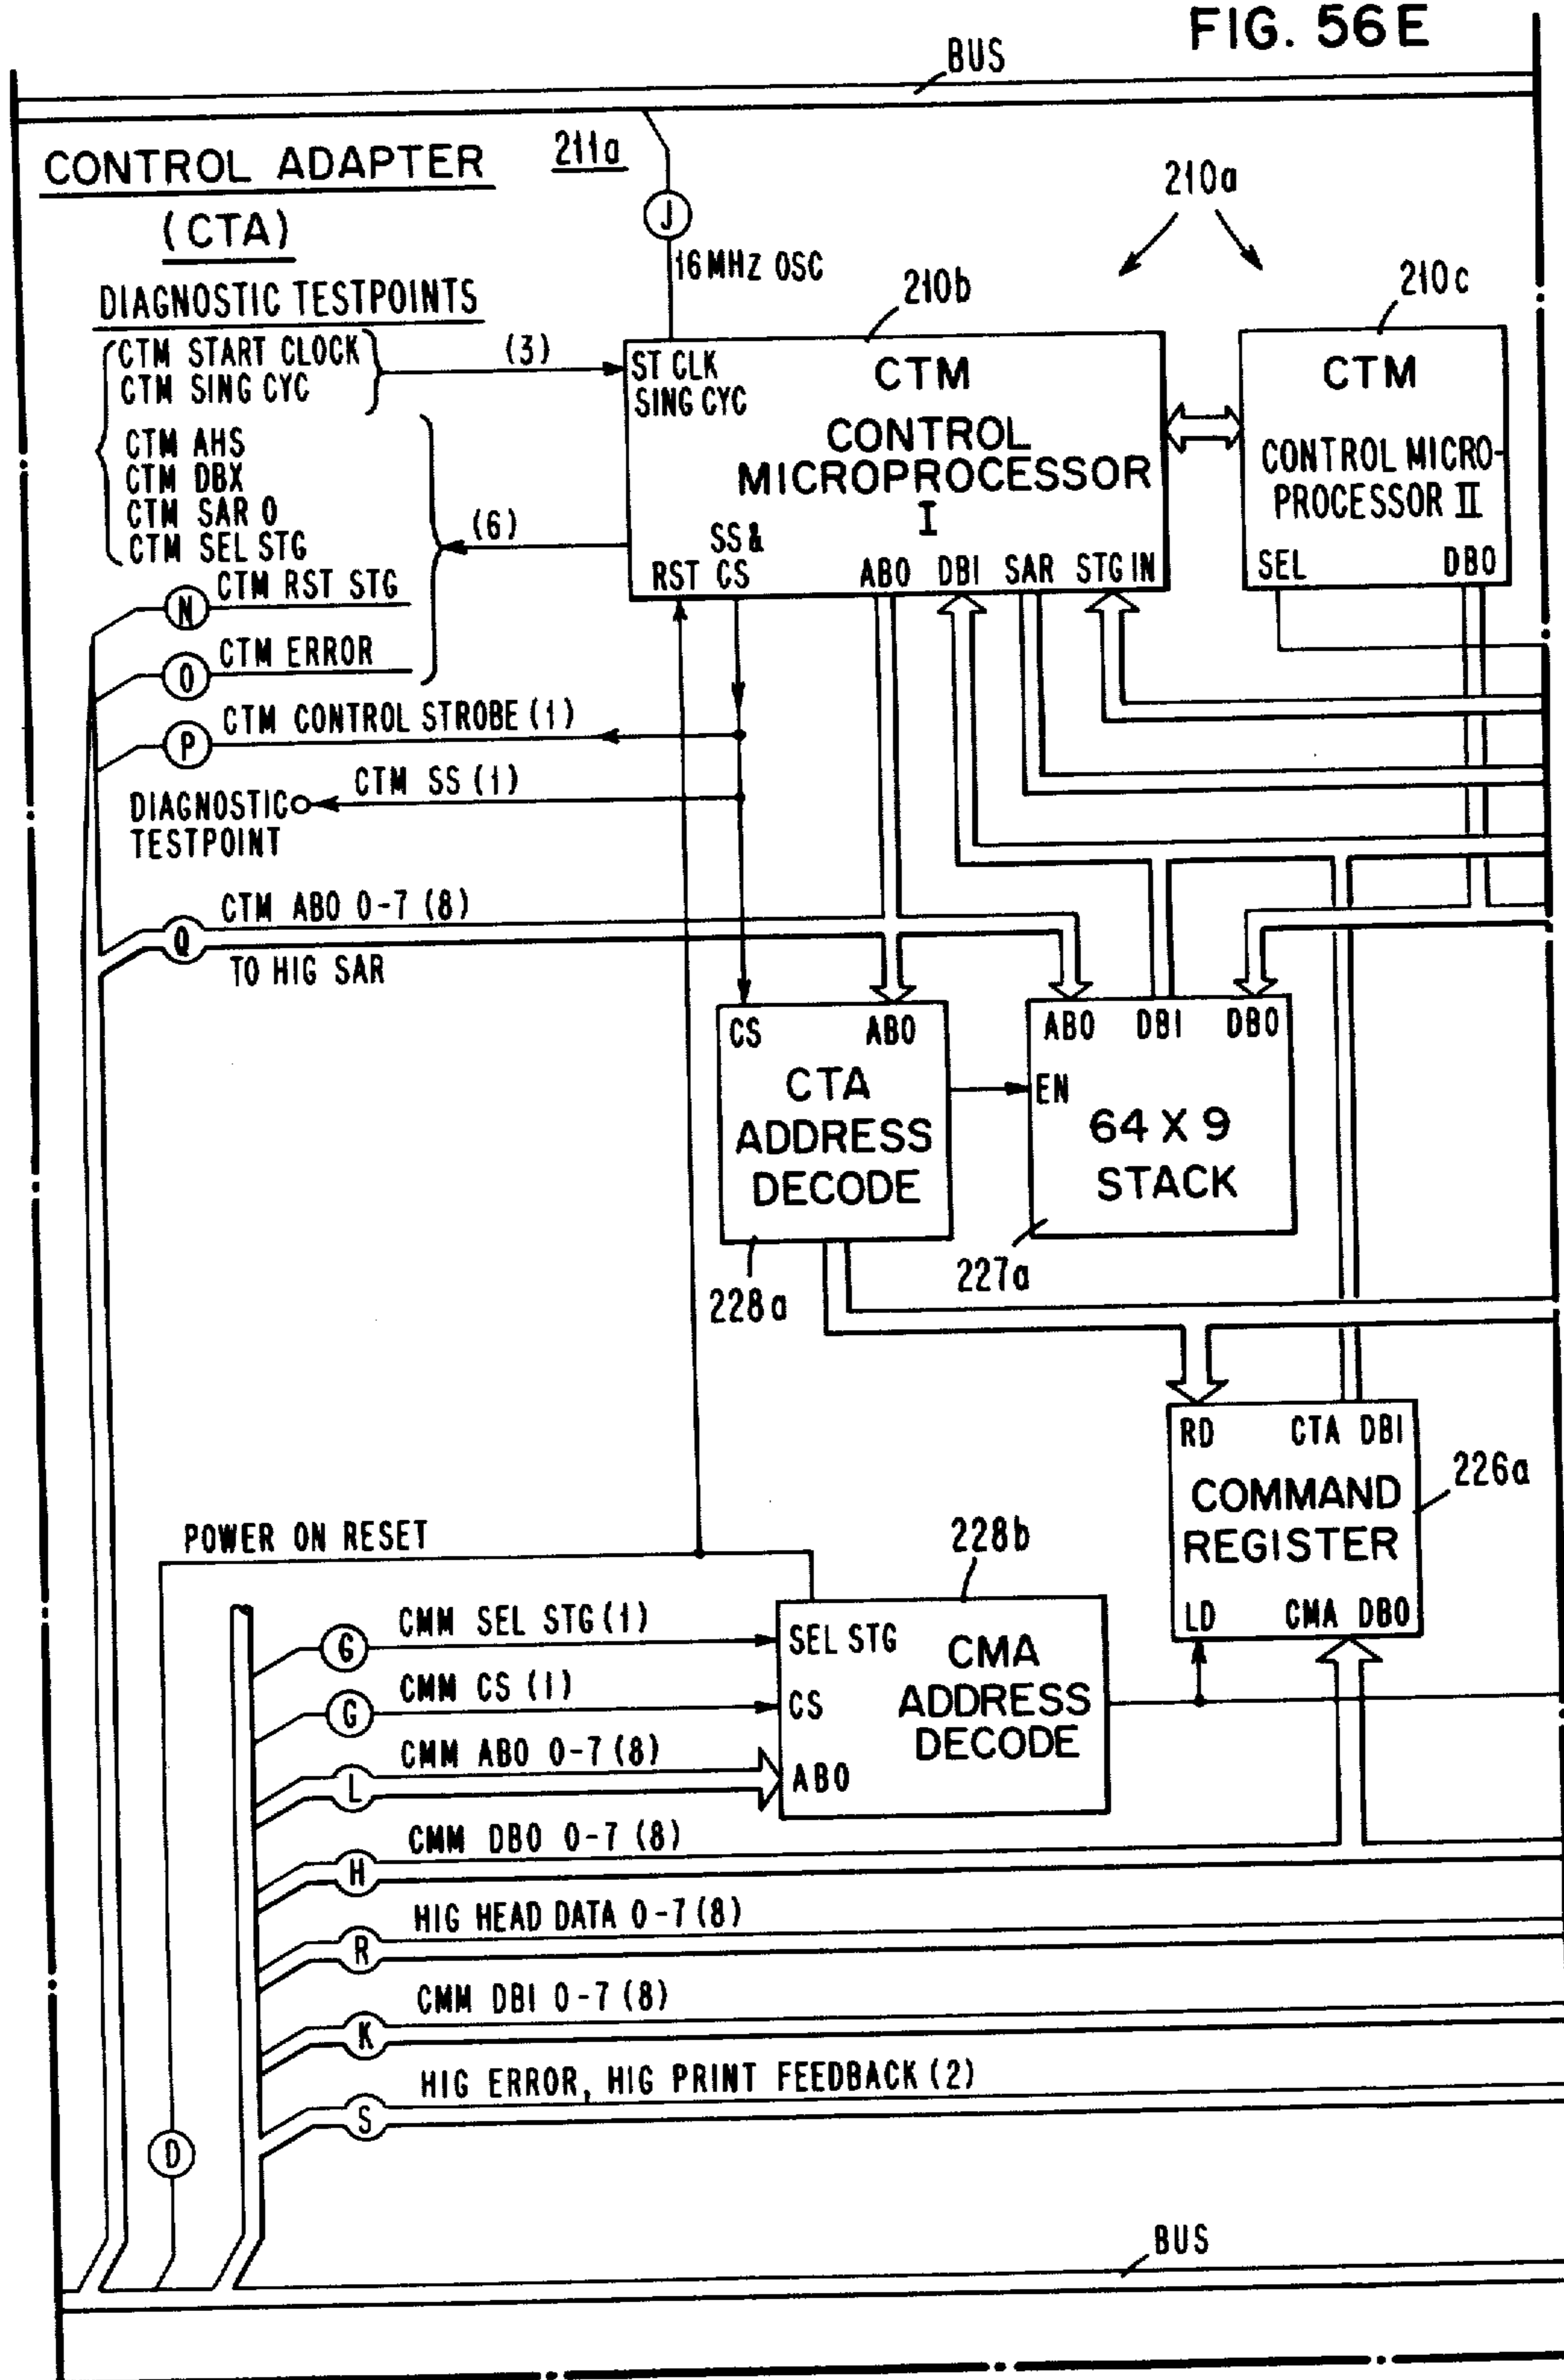 FIG. 56E
BUS
CONTROL ADAPTER
(CTA)
211a
210a
J
16MHz OSC
210b
210c
DIAGNOSTIC TESTPOINTS
CTM START CLOCK
CTM SING CYC
(3)
CTM AHS
CTM DBX
CTM SAR 0
CTM SEL STG
(6)
N
CTM RST STG
O
CTM ERROR
P
CTM CONTROL STROBE (1)
DIAGNOSTIC
TESTPOINT
CTM SS (1)
ST CLK
SING CYC
CTM
CONTROL
MICROPROCESSOR
I
RST
SS &
CS
ABO
DBI
SAR
STG IN
CTM
CONTROL MICRO-
PROCESSOR II
SEL
DBO
Q
CTM ABO 0-7 (8)
TO HIG SAR
CS
ABO
CTA
ADDRESS
DECODE
228a
ABO
DBI
DBO
EN
64 X 9
STACK
227a
RD
CTA DBI
COMMAND
REGISTER
LD
CMA DBO
226a
POWER ON RESET
228b
SEL STG
CS
ABO
CMA
ADDRESS
DECODE
G
CMM SEL STG (1)
G
CMM CS (1)
L
CMM ABO 0-7 (8)
H
CMM DBO 0-7 (8)
R
HIG HEAD DATA 0-7 (8)
K
CMM DBI 0-7 (8)
S
HIG ERROR, HIG PRINT FEEDBACK (2)
D
BUS